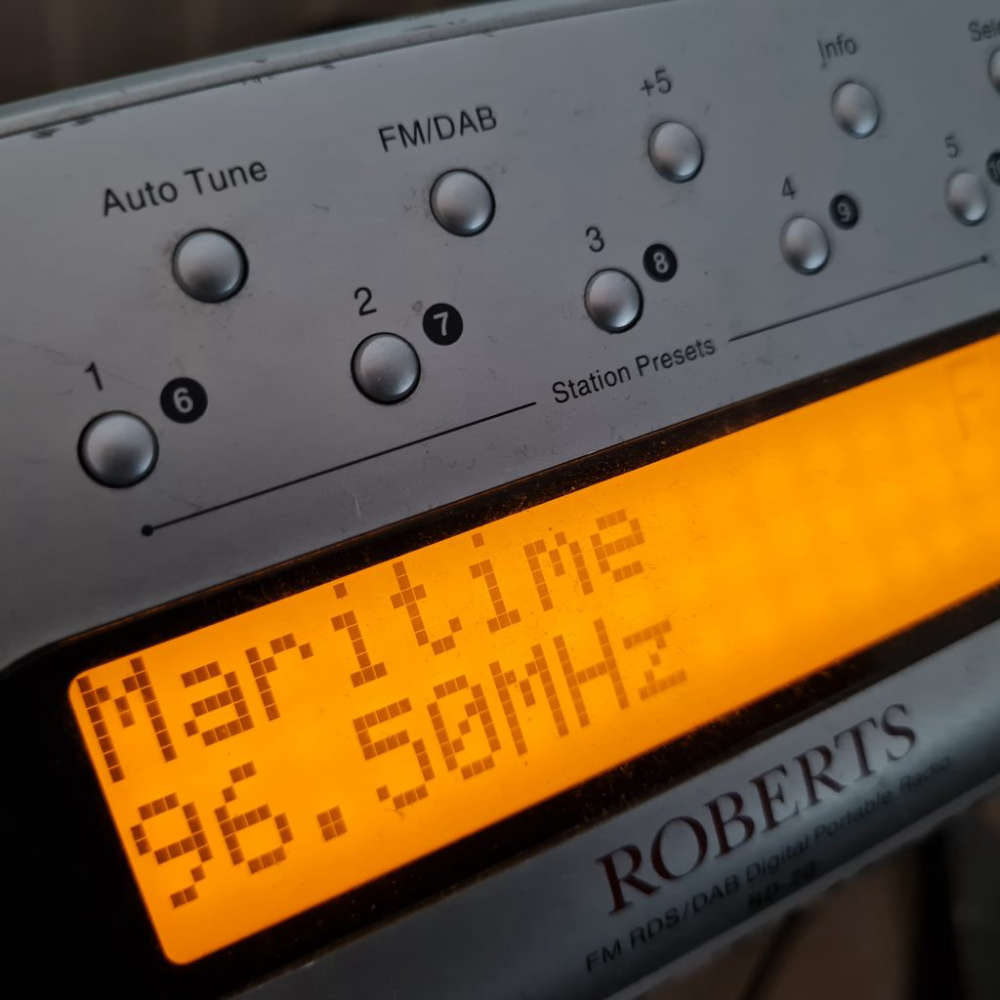 Auto Tune FM/DAB +5 Info
1 6 2 7 3 8 4 9 5 10
Station Presets
Maritime
96.50MHz
ROBERTS
FM RDS/DAB Digital Portable Radio